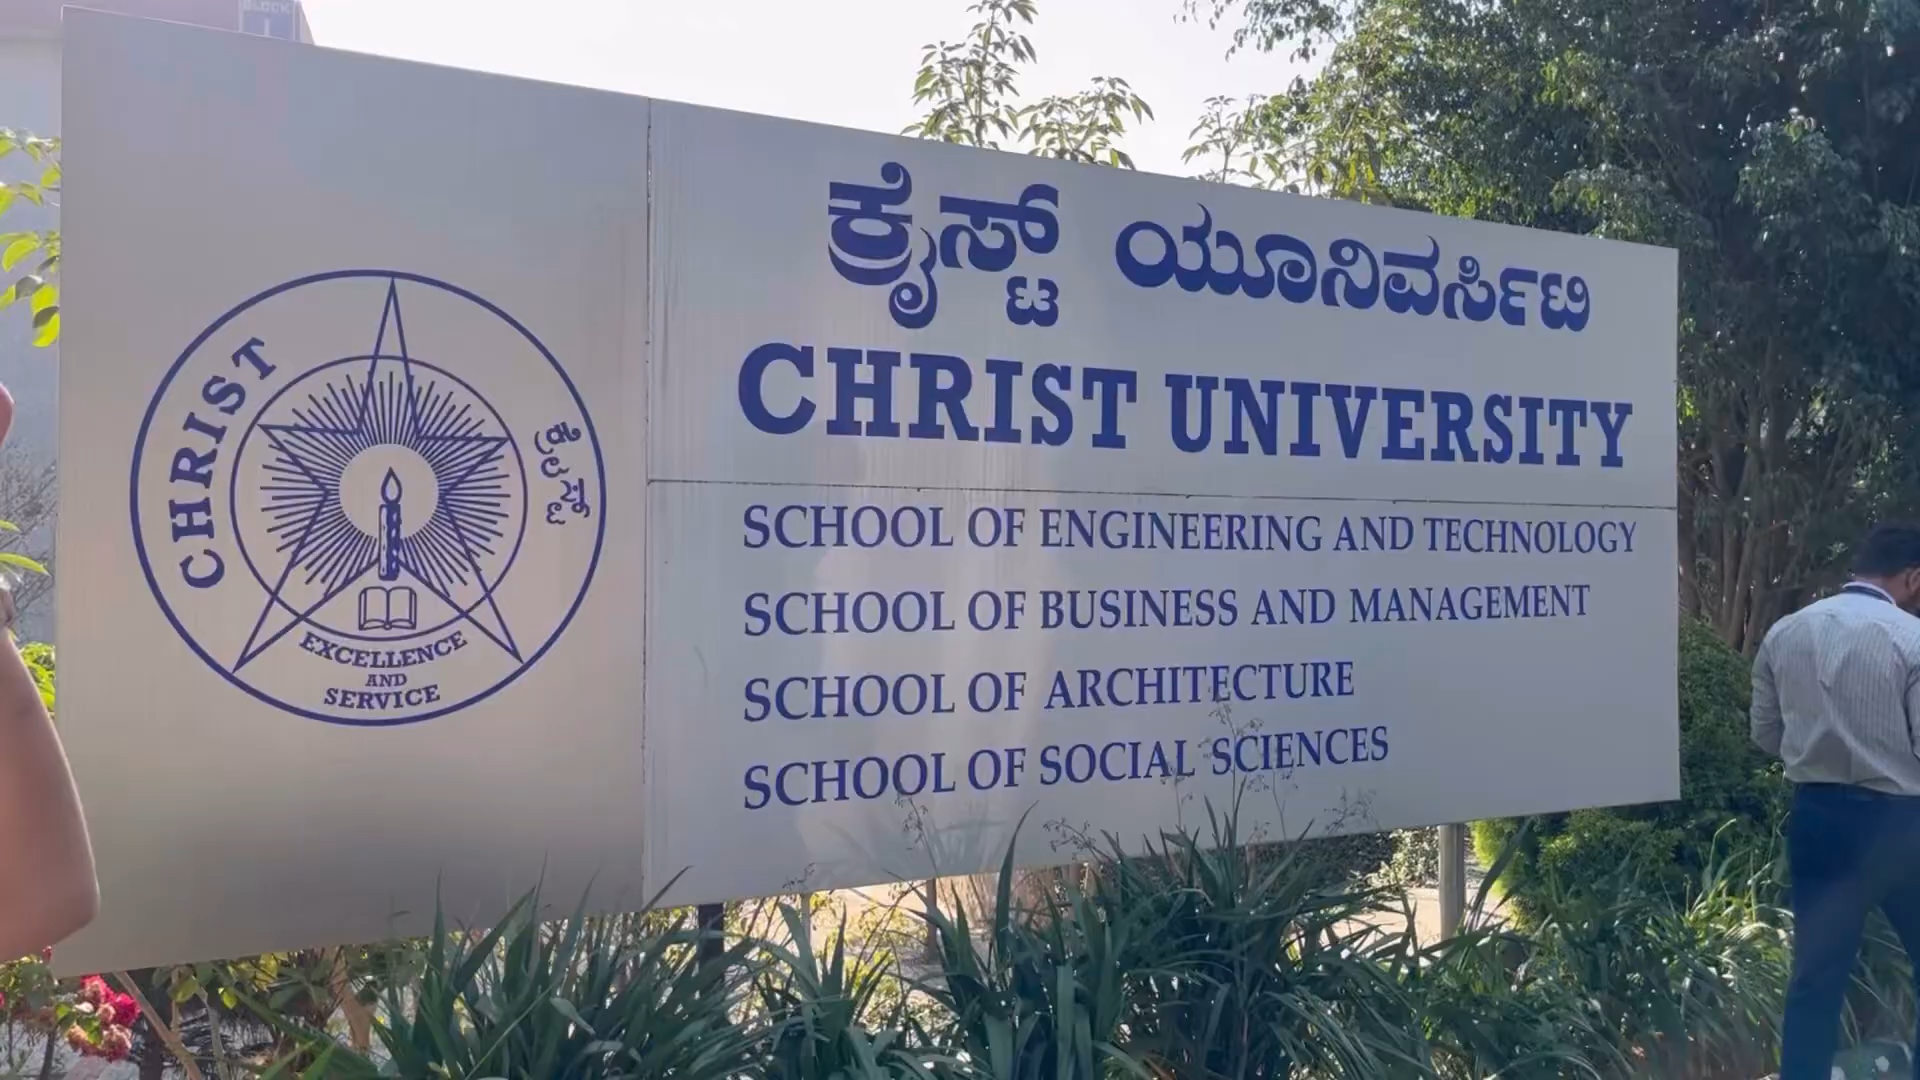 BLOCK
I
CHRIST
ಕ್ರೈಸ್ಟ್
EXCELLENCE
AND
SERVICE
ಕ್ರೈಸ್ಟ್ ಯೂನಿವರ್ಸಿಟಿ
CHRIST UNIVERSITY
SCHOOL OF ENGINEERING AND TECHNOLOGY
SCHOOL OF BUSINESS AND MANAGEMENT
SCHOOL OF ARCHITECTURE
SCHOOL OF SOCIAL SCIENCES